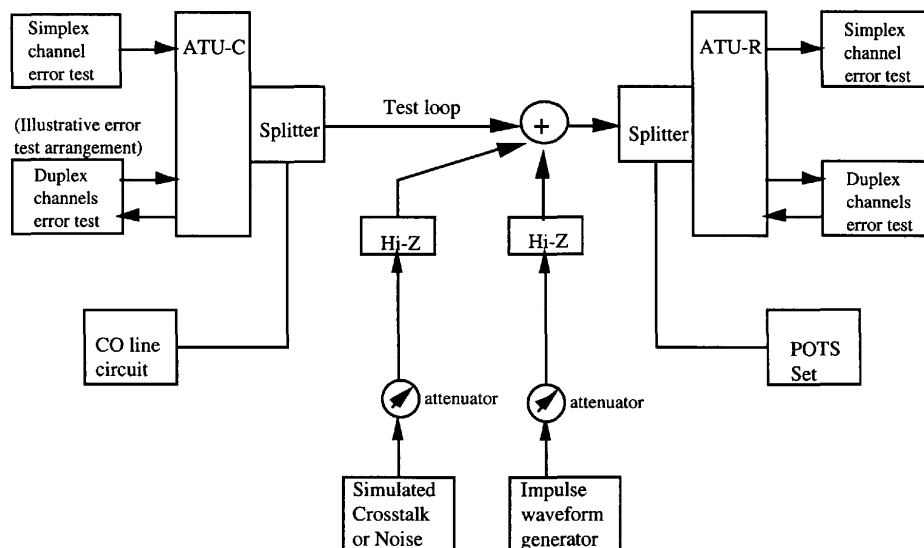 Simplex
channel
error test
ATU-C
(Illustrative error
test arrangement)
Duplex
channels
error test
Splitter
CO line
circuit
Test loop
+
Hi-Z
Hi-Z
attenuator
attenuator
Simulated
Crosstalk
or Noise
Impulse
waveform
generator
Splitter
ATU-R
Simplex
channel
error test
Duplex
channels
error test
POTS
Set